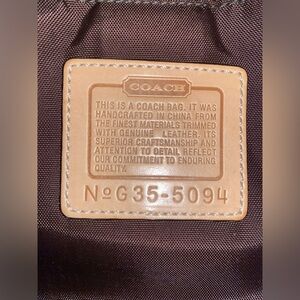 COACH
THIS IS A COACH BAG. IT WAS
HANDCRAFTED IN CHINA FROM
THE FINEST MATERIALS TRIMMED
WITH GENUINE LEATHER, ITS
SUPERIOR CRAFTSMANSHIP AND
ATTENTION TO DETAIL REFLECT
OUR COMMITMENT TO ENDURING
QUALITY.
NoG35-5094